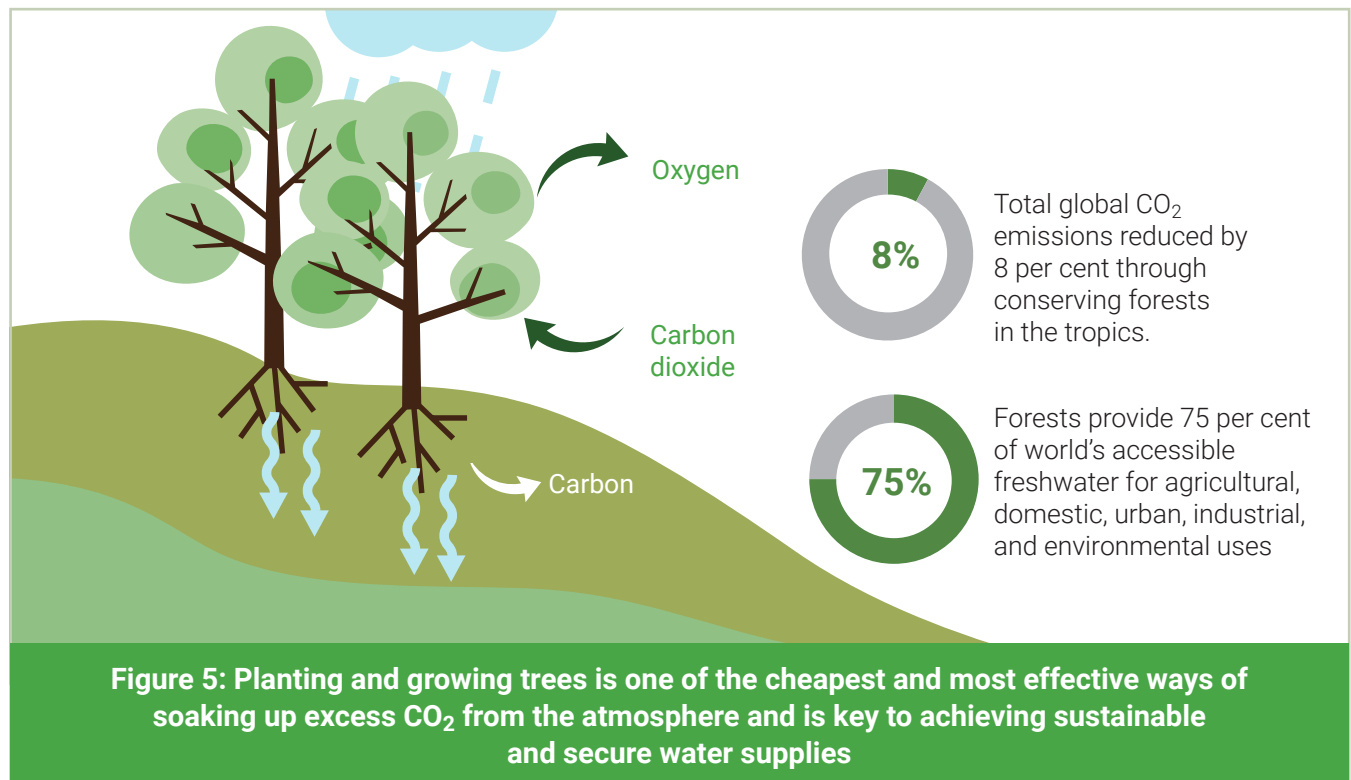 Oxygen
Carbon
dioxide
Carbon
8%
Total global CO₂
emissions reduced by
8 per cent through
conserving forests
in the tropics.
75%
Forests provide 75 per cent
of world’s accessible
freshwater for agricultural,
domestic, urban, industrial,
and environmental uses
Figure 5: Planting and growing trees is one of the cheapest and most effective ways of
soaking up excess CO₂ from the atmosphere and is key to achieving sustainable
and secure water supplies